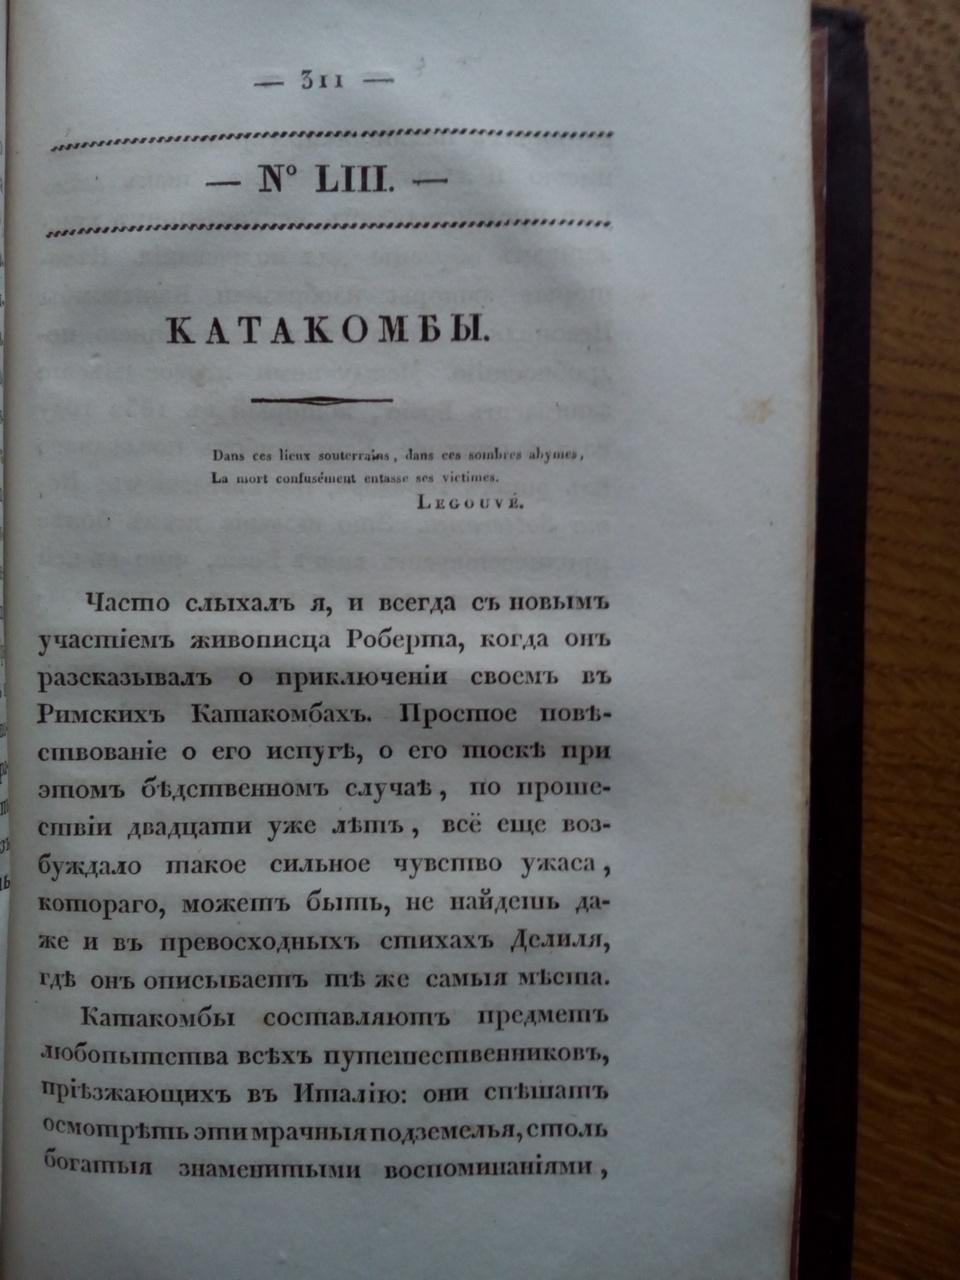 — 311 —
— N° LIII. —
КАТАКОМБЫ.
Dans ces lieux souterrains, dans ces sombres abymes,
La mort confusément entasse ses victimes.
LEGOUVÉ.
Часто слыхалъ я, и всегда съ новымъ
участіемъ живописца Роберта, когда онъ
разсказывалъ о приключеніи своемъ въ
Римскихъ Катакомбахъ. Простое повѣ-
ствованіе о его испугѣ, о его тоскѣ при
этомъ бѣдственномъ случаѣ, по проше-
ствіи двадцати уже лѣтъ, всё еще воз-
буждало такое сильное чувство ужаса,
котораго, можетъ быть, не найдешь да-
же и въ превосходныхъ стихахъ Делиля,
гдѣ онъ описываетъ тѣ же самыя мѣста.
Катакомбы составляютъ предметъ
любопытства всѣхъ путешественниковъ,
пріѣзжающихъ въ Италію: они спѣшатъ
осмотрѣть эти мрачныя подземелья, столь
богатыя знаменитыми воспоминаніями,